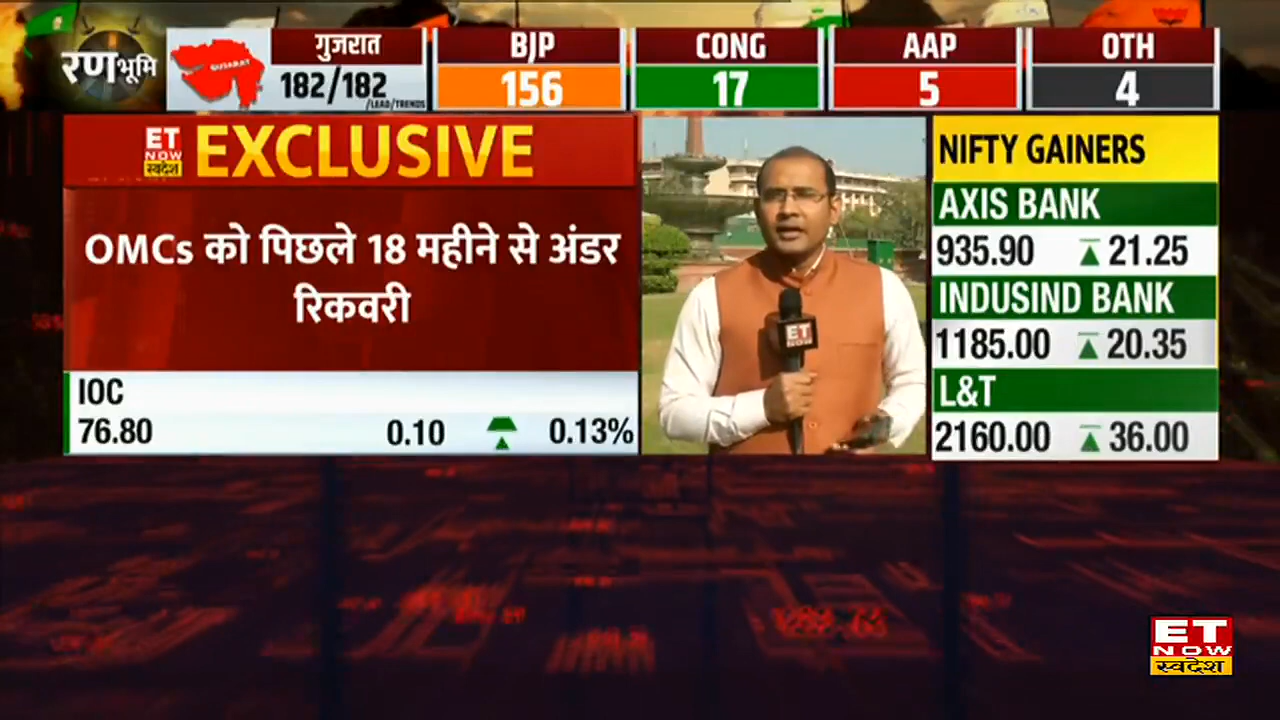 रणभूमि
GUJARAT
गुजरात
182/182
/LEAD/TRENDS
BJP
156
CONG
17
AAP
5
OTH
4
ET
NOW
स्वदेश
EXCLUSIVE
OMCs को पिछले 18 महीने से अंडर
रिकवरी
IOC
76.80 0.10 0.13%
ET
NOW
NIFTY GAINERS
AXIS BANK
935.90 21.25
INDUSIND BANK
1185.00 20.35
L&T
2160.00 36.00
ET
NOW
स्वदेश